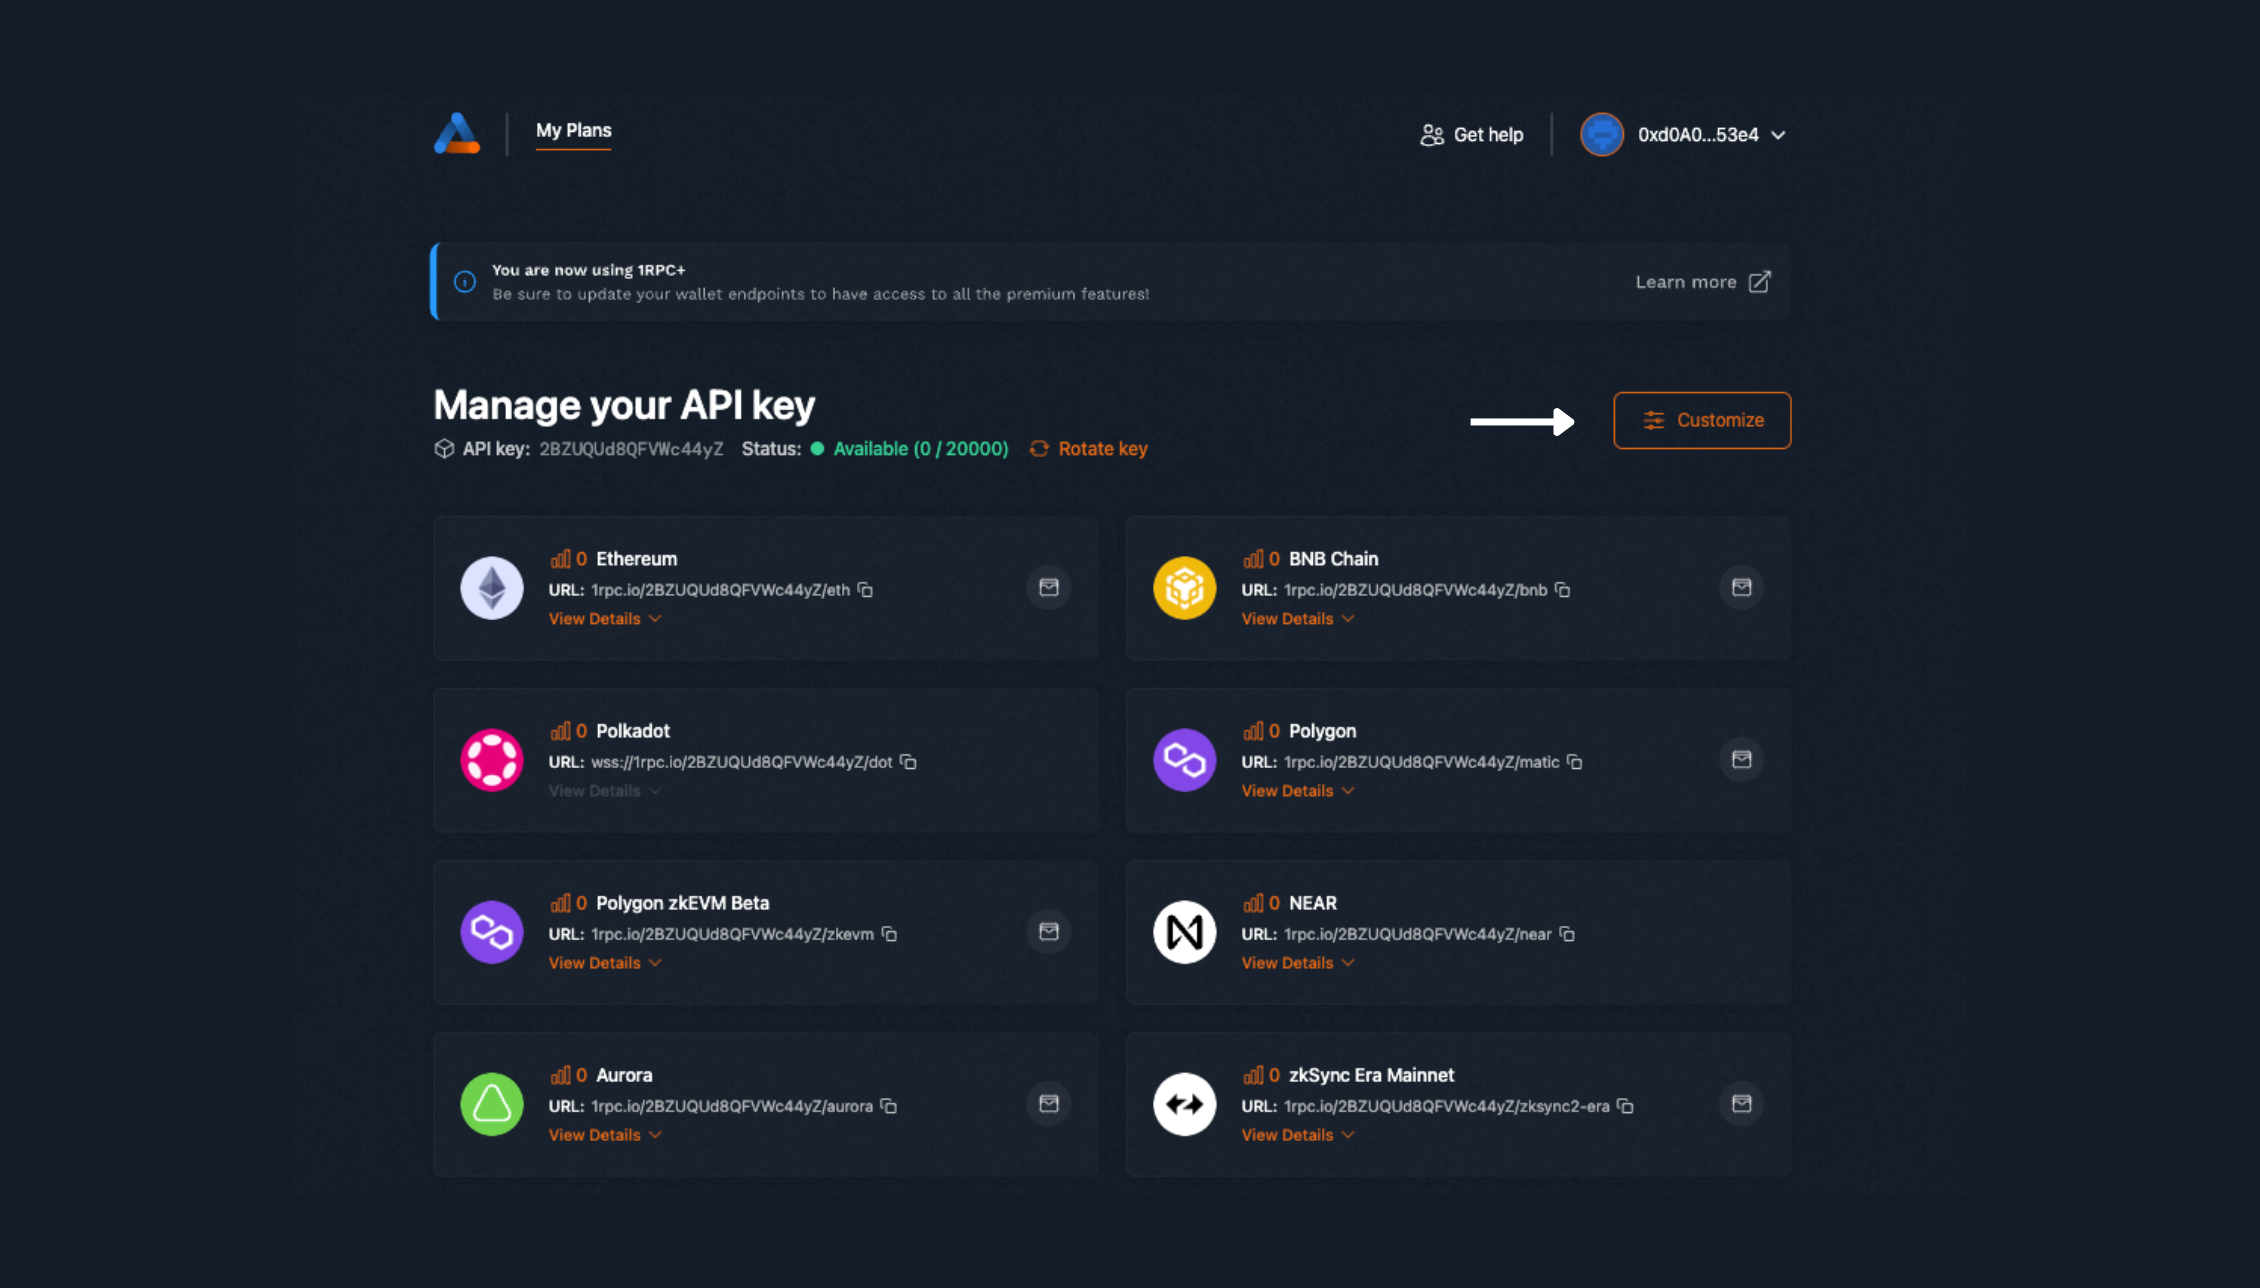 My Plans
Get help
0xd0A0...53e4
You are now using 1RPC+
Be sure to update your wallet endpoints to have access to all the premium features!
Learn more
Manage your API key
Customize
API key: 2BZUQUd8QFVWc44yZ Status: Available (0 / 20000) Rotate key
0 Ethereum
URL: 1rpc.io/2BZUQUd8QFVWc44yZ/eth
View Details
0 BNB Chain
URL: 1rpc.io/2BZUQUd8QFVWc44yZ/bnb
View Details
0 Polkadot
URL: wss://1rpc.io/2BZUQUd8QFVWc44yZ/dot
View Details
0 Polygon
URL: 1rpc.io/2BZUQUd8QFVWc44yZ/matic
View Details
0 Polygon zkEVM Beta
URL: 1rpc.io/2BZUQUd8QFVWc44yZ/zkevm
View Details
0 NEAR
URL: 1rpc.io/2BZUQUd8QFVWc44yZ/near
View Details
0 Aurora
URL: 1rpc.io/2BZUQUd8QFVWc44yZ/aurora
View Details
0 zkSync Era Mainnet
URL: 1rpc.io/2BZUQUd8QFVWc44yZ/zksync2-era
View Details